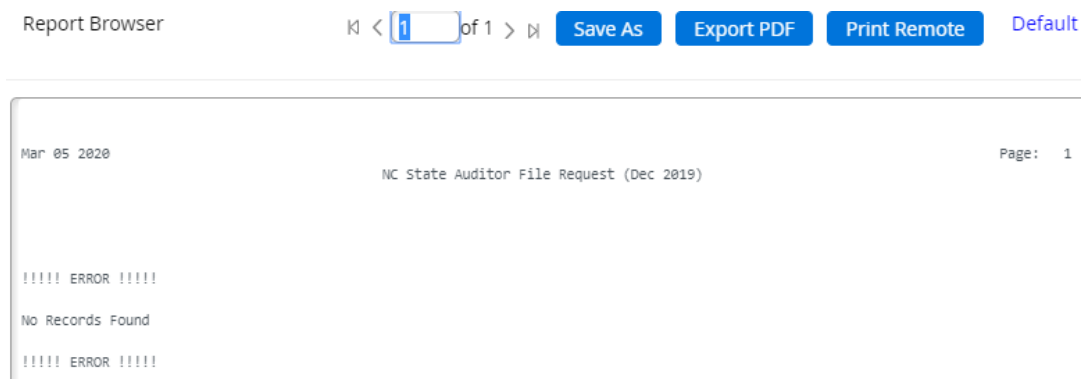 Report Browser 1 of 1 Save As Export PDF Print Remote Default
Mar 05 2020 Page: 1
NC State Auditor File Request (Dec 2019)
!!!!! ERROR !!!!!
No Records Found
!!!!! ERROR !!!!!